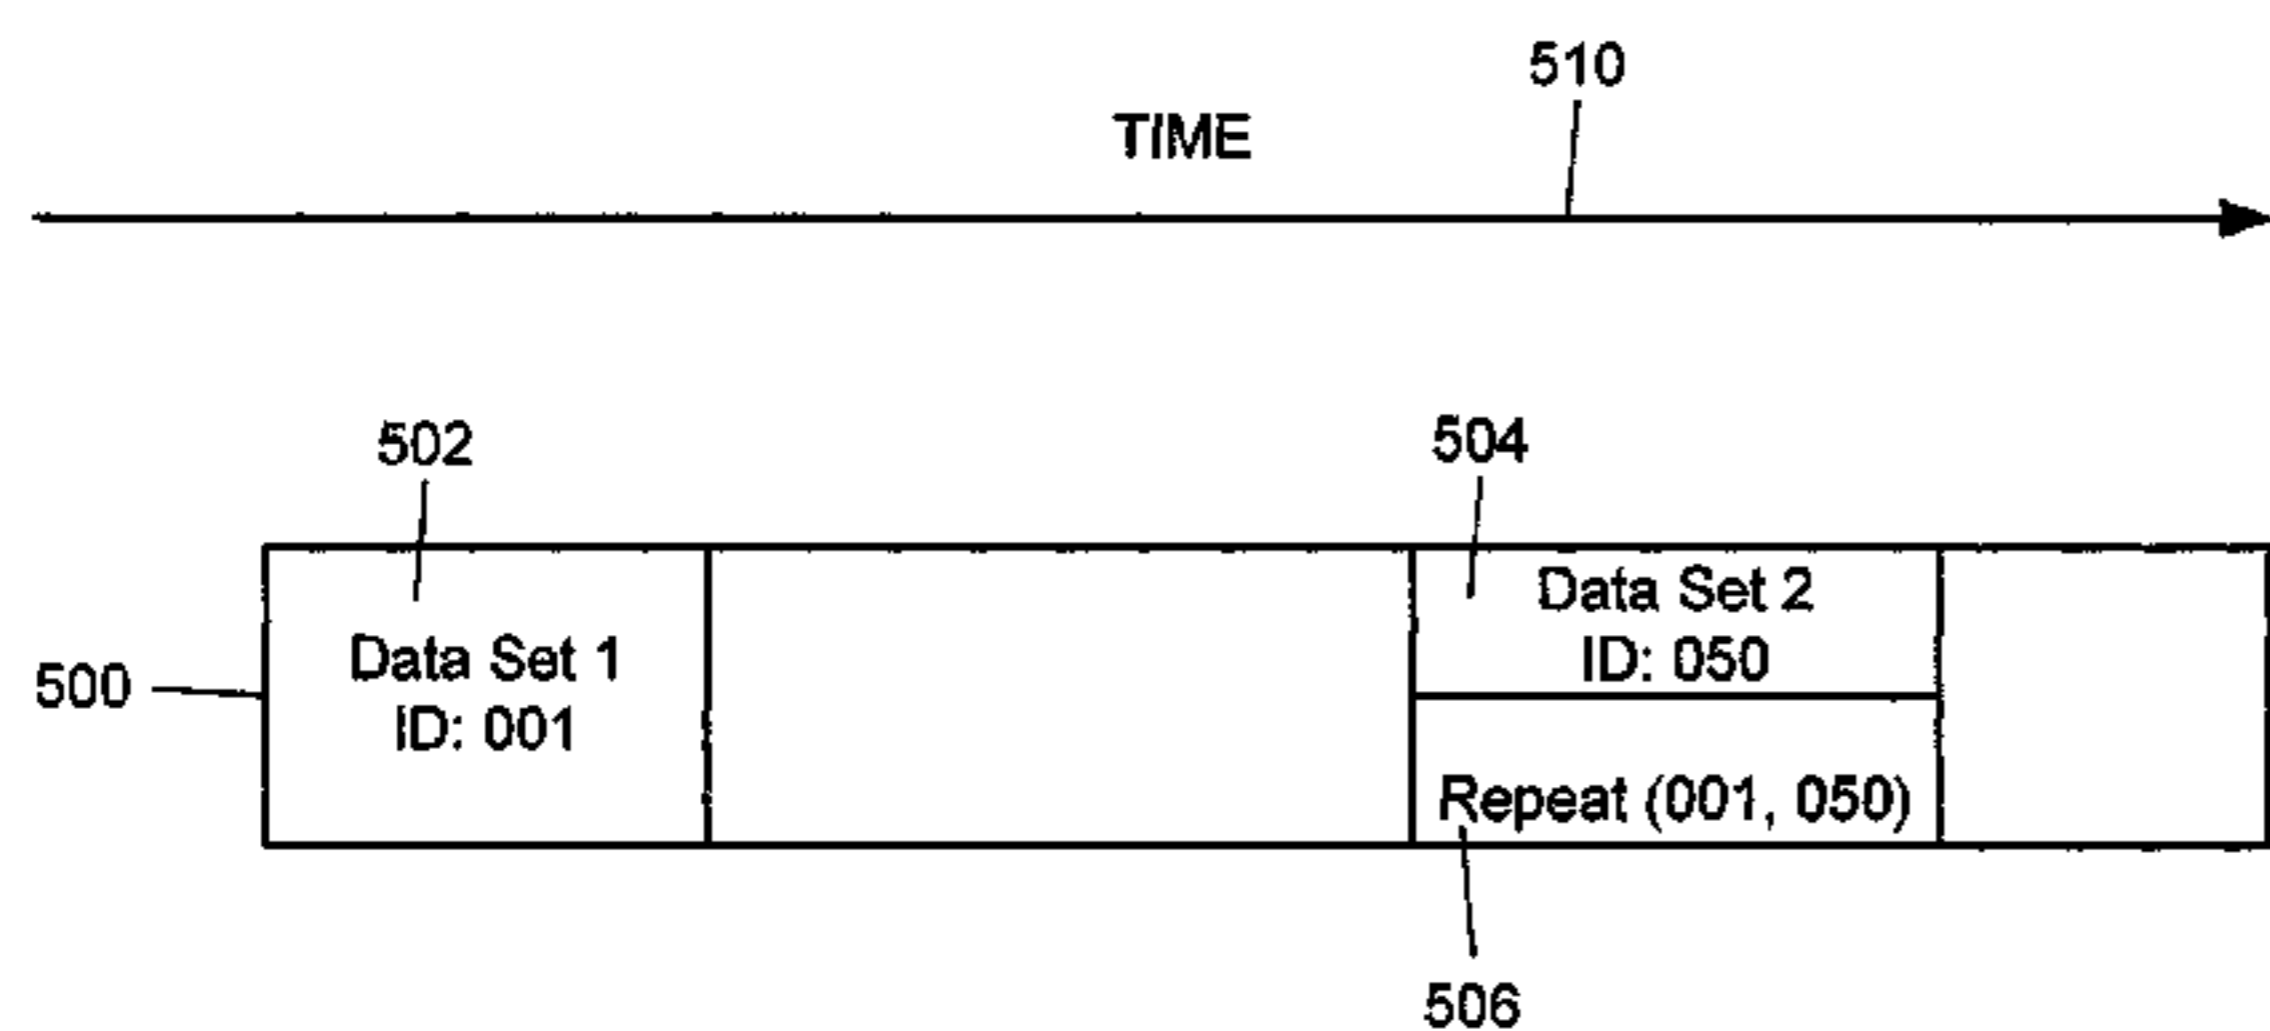 510
TIME
502
504
Data Set 1
ID: 001
500
Data Set 2
ID: 050
Repeat (001, 050)
506